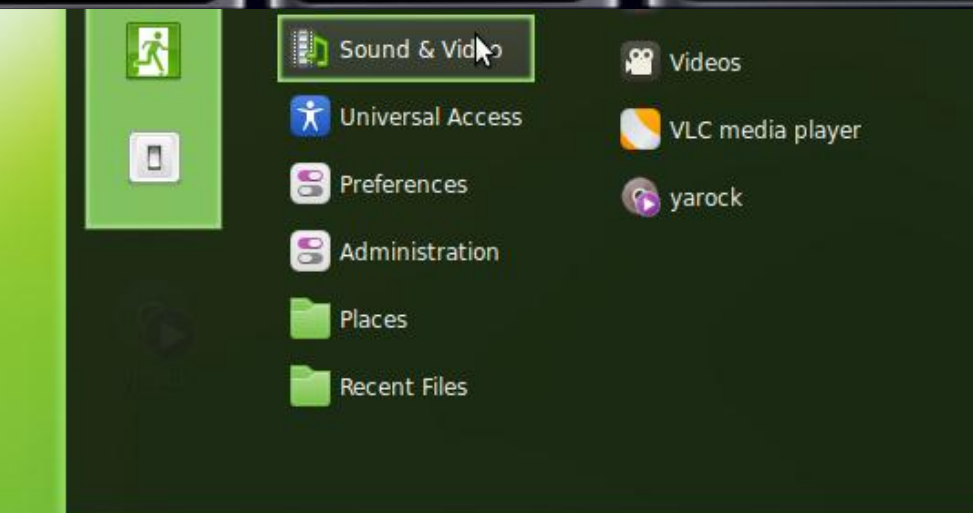 Sound & Video
Universal Access
Preferences
Administration
Places
Recent Files
Videos
VLC media player
yarock